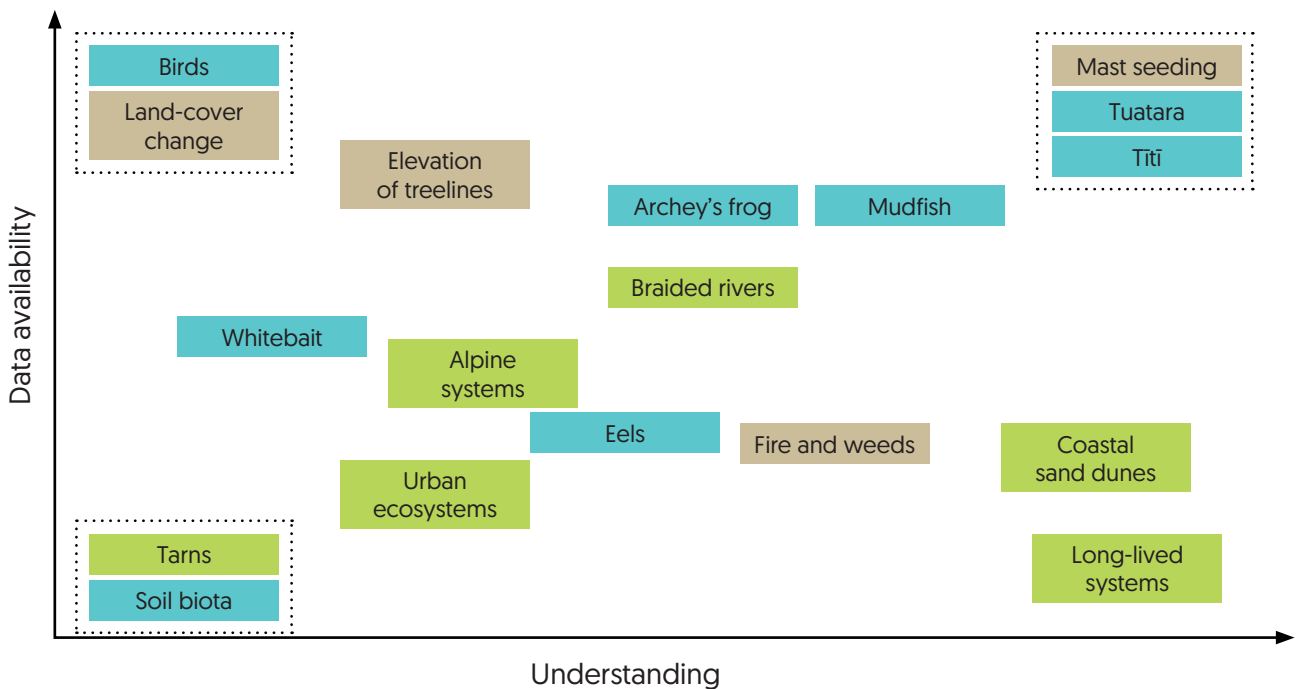 Data availability
Birds
Land-cover
change
Mast seeding
Tuatara
Tītī
Elevation
of treelines
Archey's frog
Mudfish
Braided rivers
Whitebait
Alpine
systems
Eels
Fire and weeds
Coastal
sand dunes
Urban
ecosystems
Tarns
Soil biota
Long-lived
systems
Understanding